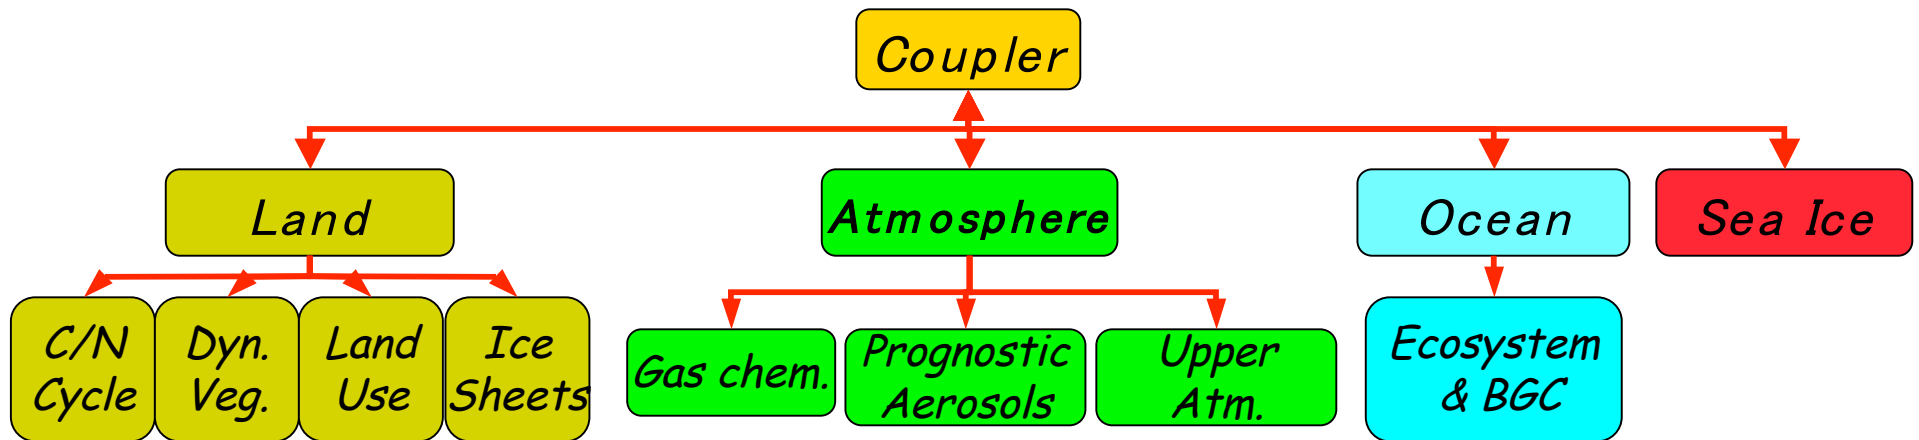 Coupler
Land
Atmosphere
Ocean
Sea Ice
C/N
Cycle
Dyn.
Veg.
Land
Use
Ice
Sheets
Gas chem.
Prognostic
Aerosols
Upper
Atm.
Ecosystem
& BGC